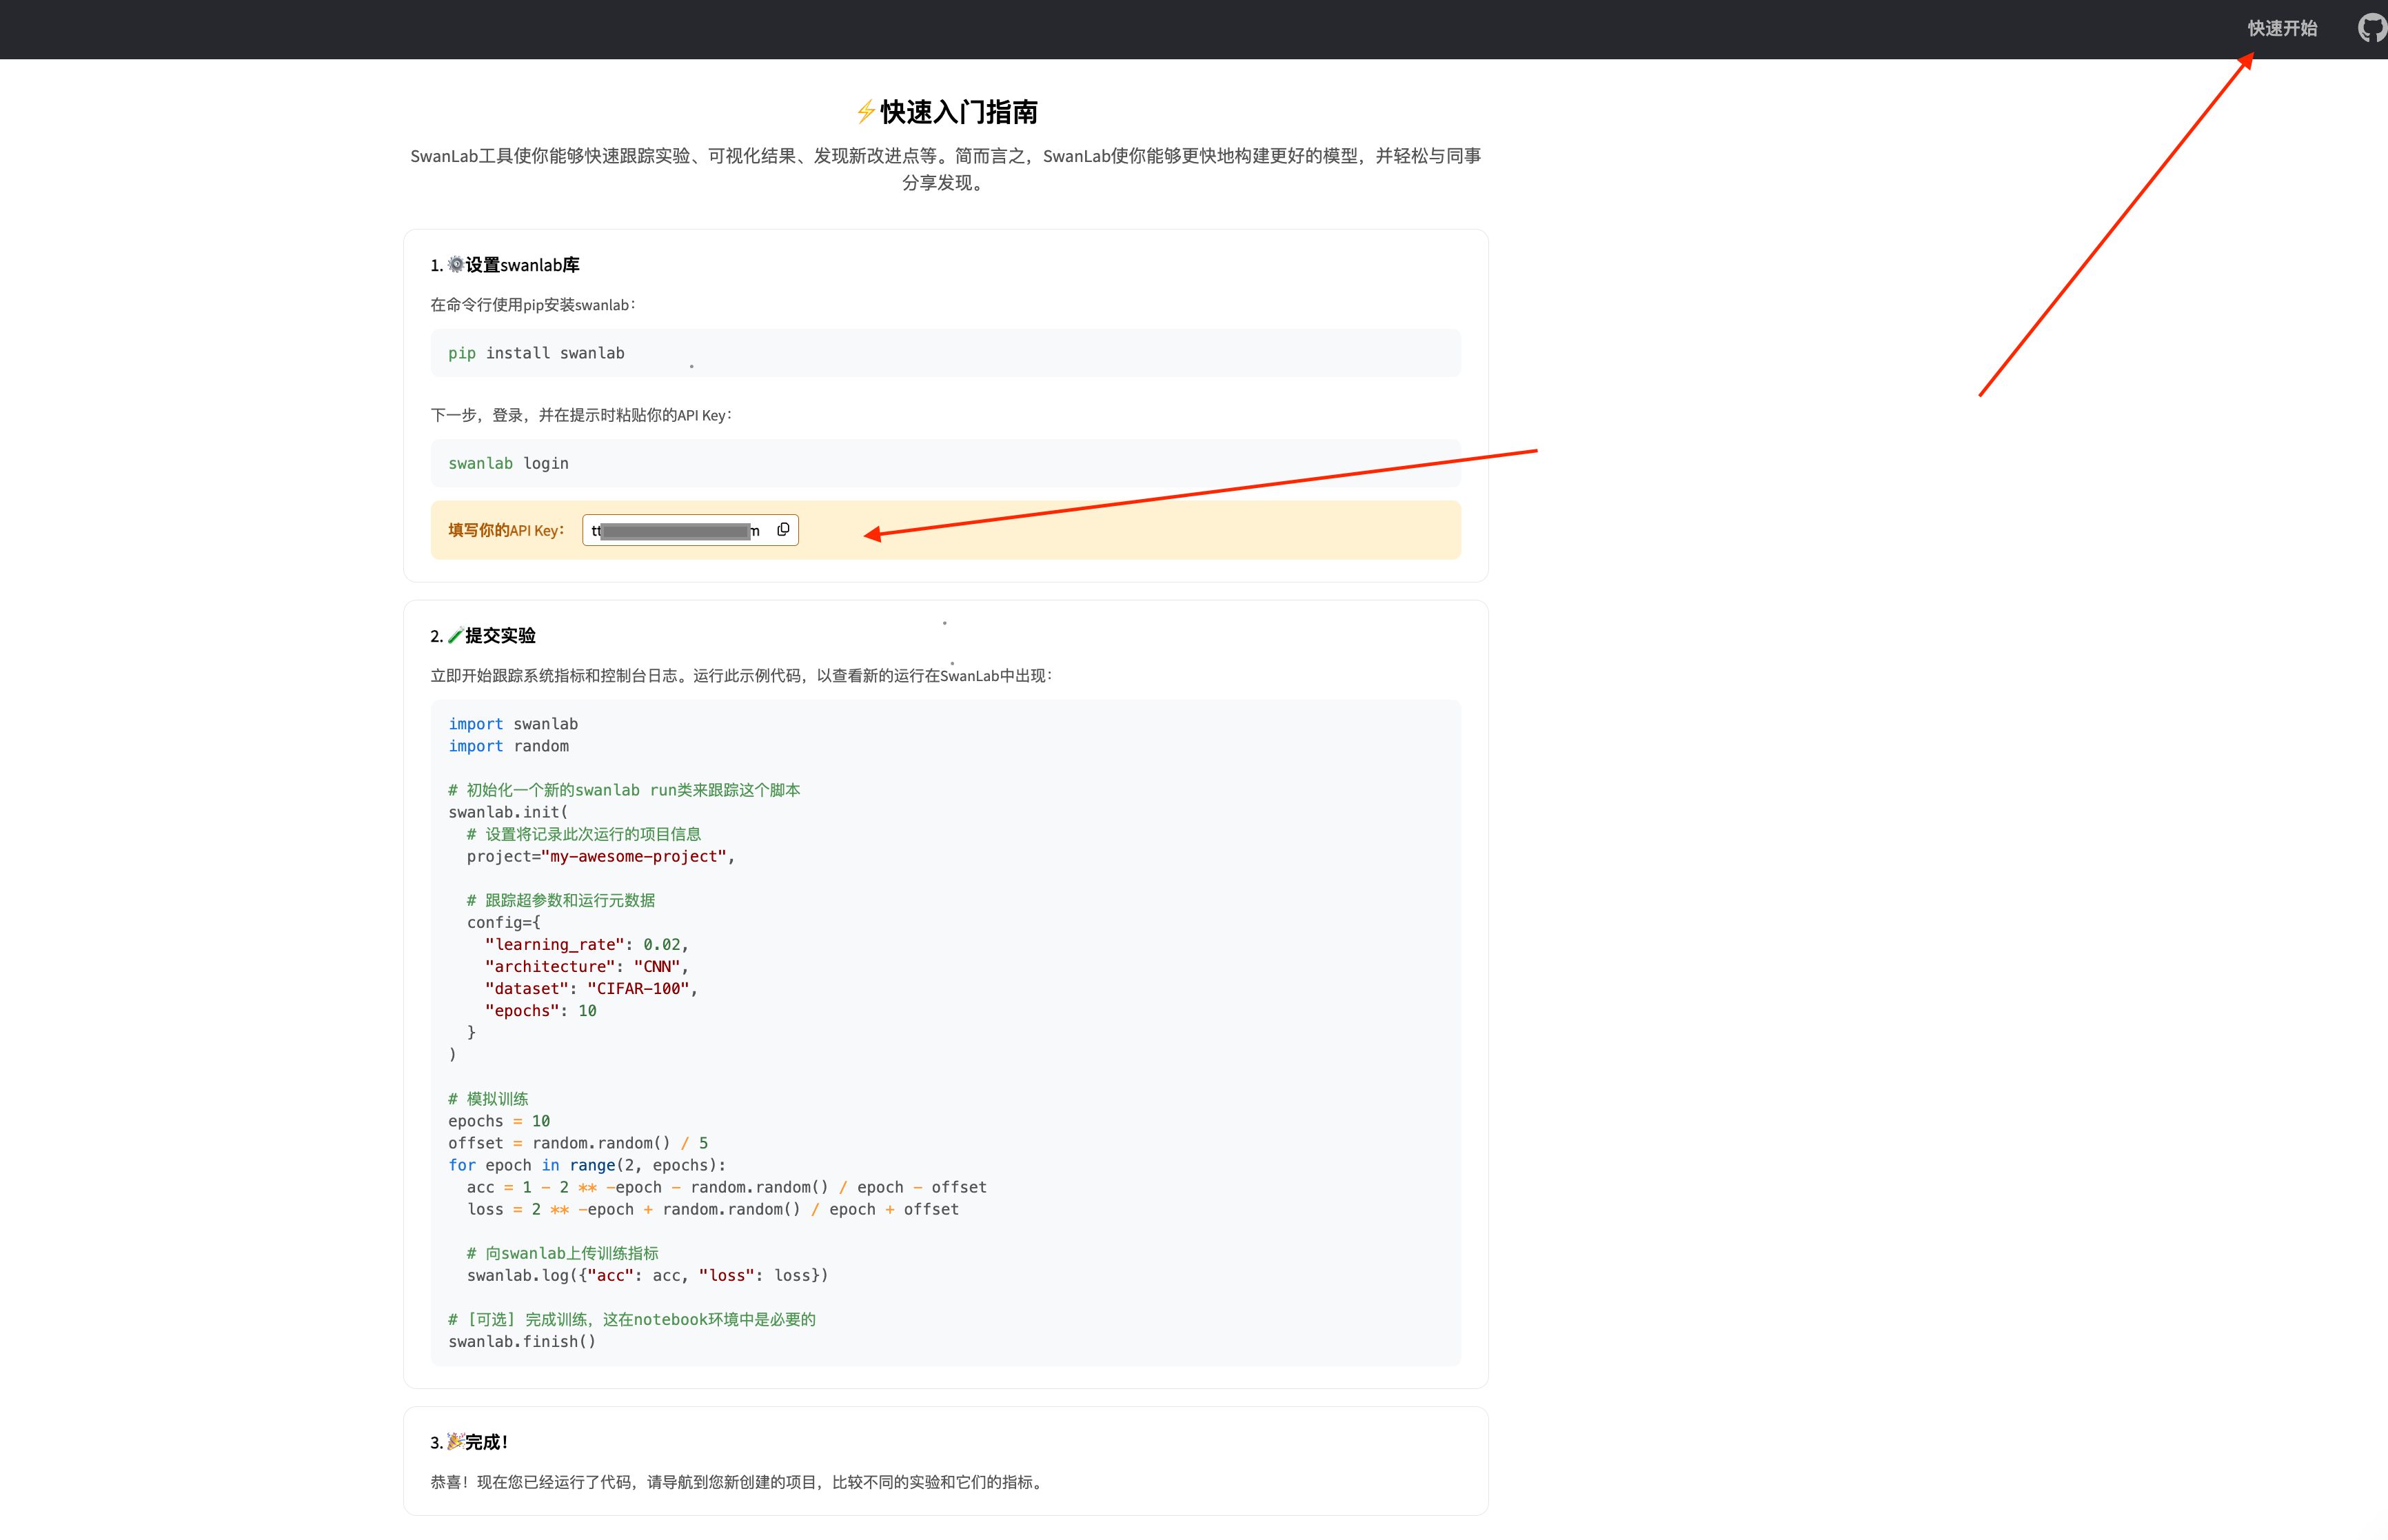 快速开始
⚡快速入门指南
SwanLab工具使你能够快速跟踪实验、可视化结果、发现新改进点等。简而言之，SwanLab使你能够更快地构建更好的模型，并轻松与同事
分享发现。
1. ⚙️设置swanlab库
在命令行使用pip安装swanlab：
pip install swanlab
下一步，登录，并在提示时粘贴你的API Key：
swanlab login
填写你的API Key：
2. 🧪提交实验
立即开始跟踪系统指标和控制台日志。运行此示例代码，以查看新的运行在SwanLab中出现：
import swanlab
import random
# 初始化一个新的swanlab run类来跟踪这个脚本
swanlab.init(
  # 设置将记录此次运行的项目信息
  project="my-awesome-project",
  # 跟踪超参数和运行元数据
  config={
    "learning_rate": 0.02,
    "architecture": "CNN",
    "dataset": "CIFAR-100",
    "epochs": 10
  }
)
# 模拟训练
epochs = 10
offset = random.random() / 5
for epoch in range(2, epochs):
  acc = 1 - 2 ** -epoch - random.random() / epoch - offset
  loss = 2 ** -epoch + random.random() / epoch + offset
  # 向swanlab上传训练指标
  swanlab.log({"acc": acc, "loss": loss})
# [可选] 完成训练，这在notebook环境中是必要的
swanlab.finish()
3. 🎉完成！
恭喜！现在您已经运行了代码，请导航到您新创建的项目，比较不同的实验和它们的指标。